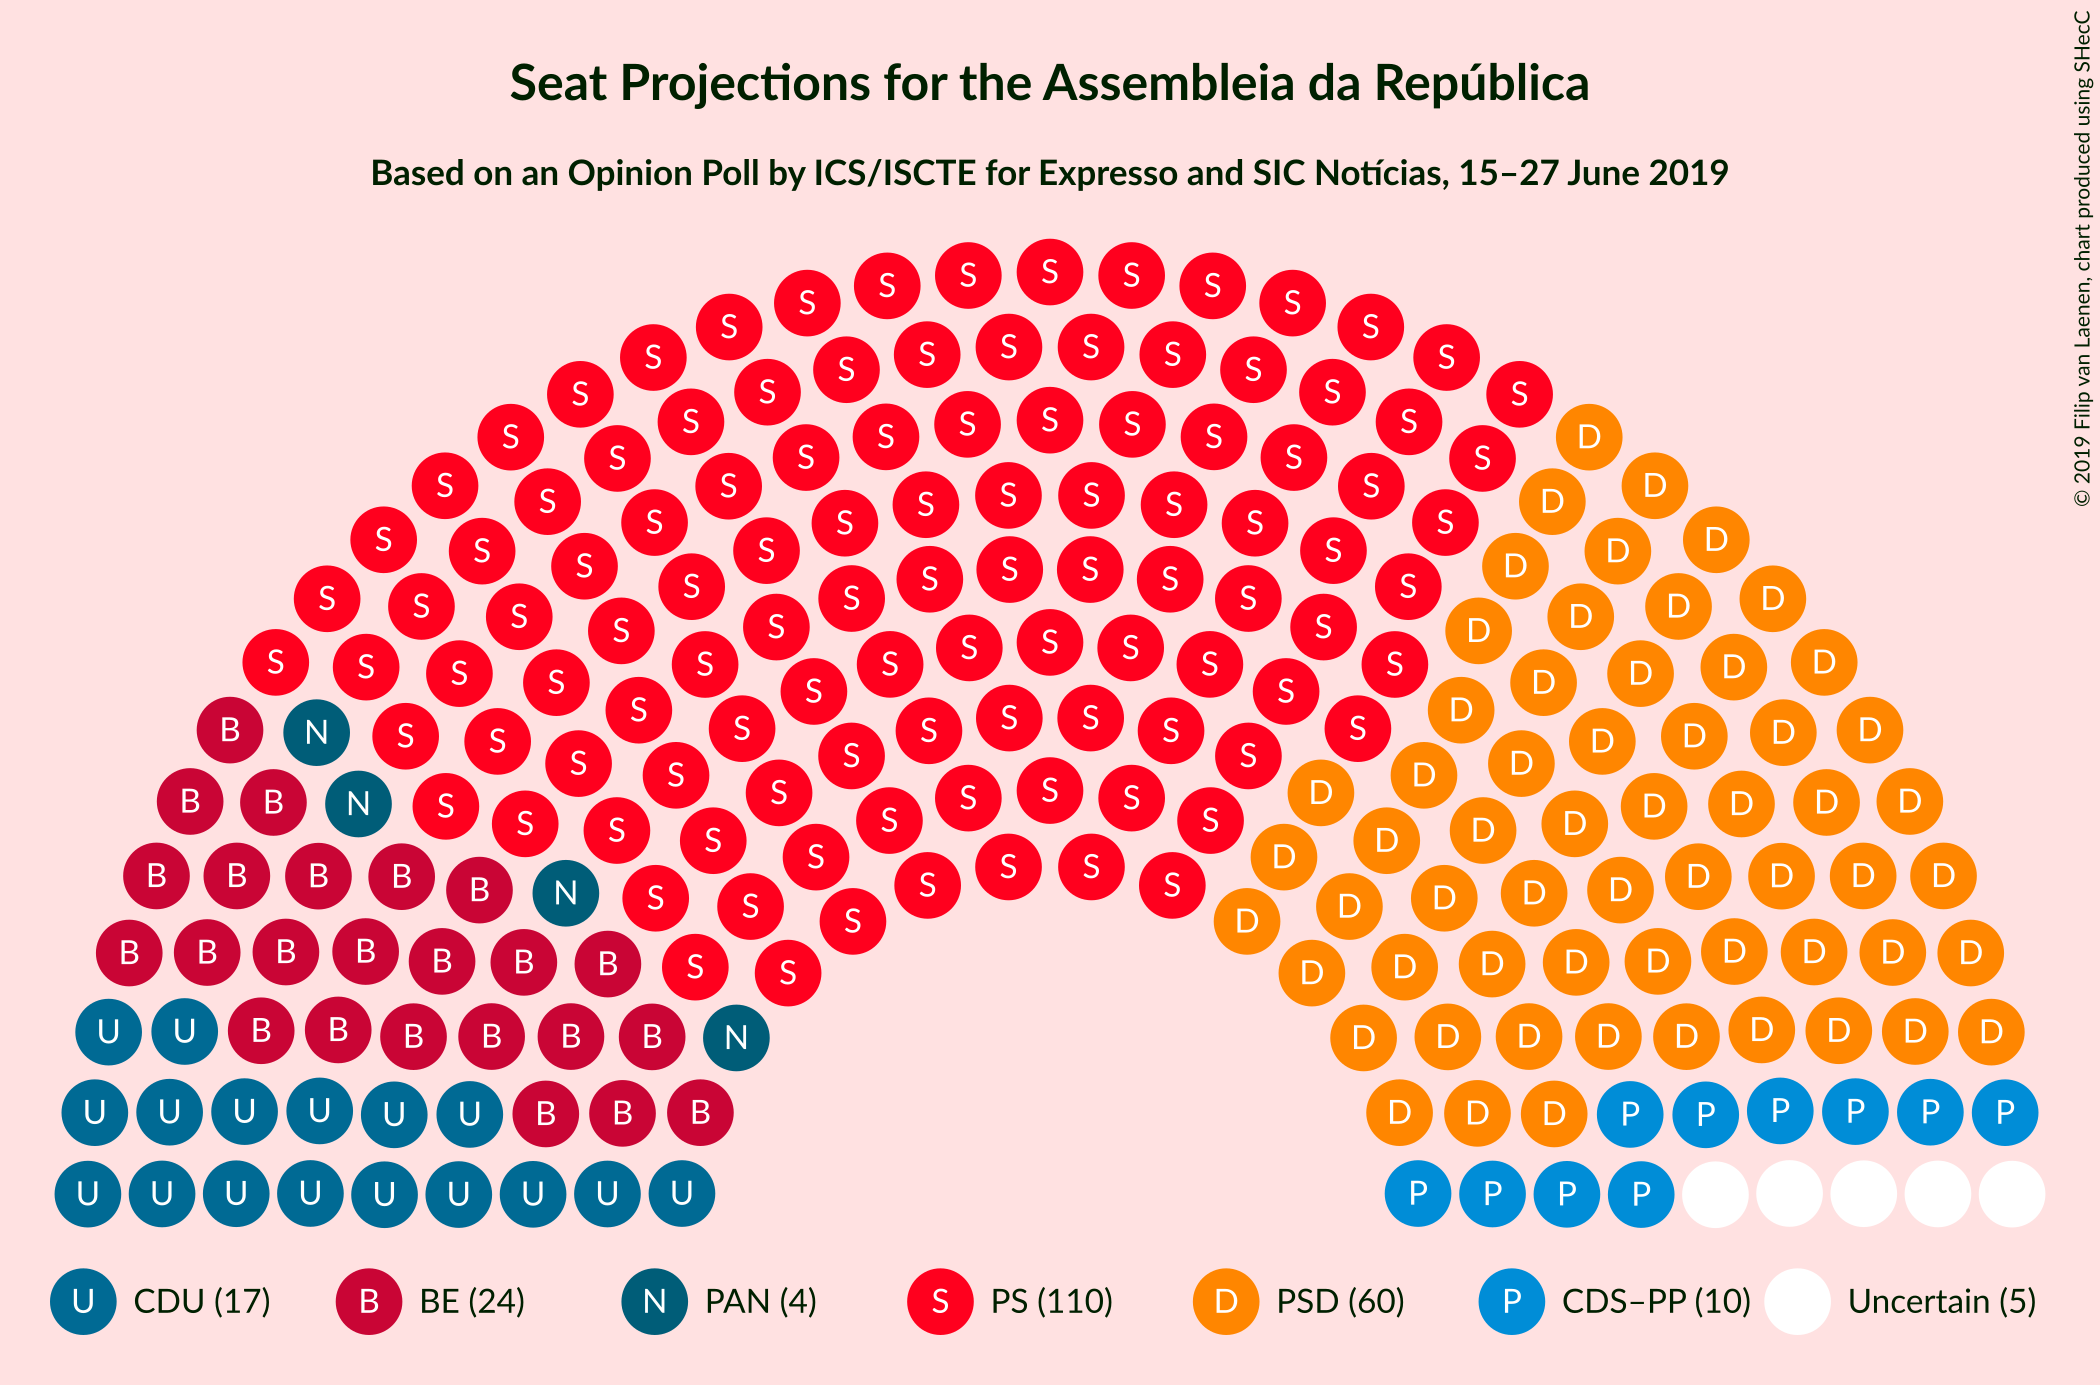 Seat Projections for the Assembleia da República
Based on an Opinion Poll by ICS/ISCTE for Expresso and SIC Notícias, 15–27 June 2019
© 2019 Filip van Laenen, chart produced using SHecC
U CDU (17) B BE (24) N PAN (4) S PS (110) D PSD (60) P CDS–PP (10) Uncertain (5)